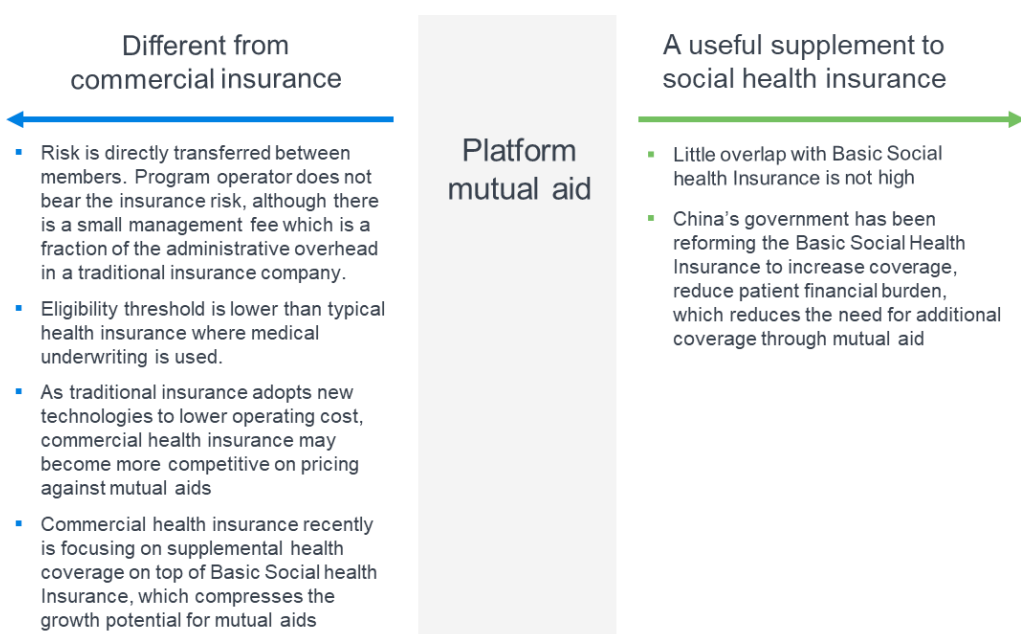 Different from
commercial insurance
Risk is directly transferred between
members. Program operator does not
bear the insurance risk, although there
is a small management fee which is a
fraction of the administrative overhead
in a traditional insurance company.
Eligibility threshold is lower than typical
health insurance where medical
underwriting is used.
As traditional insurance adopts new
technologies to lower operating cost,
commercial health insurance may
become more competitive on pricing
against mutual aids
Commercial health insurance recently
is focusing on supplemental health
coverage on top of Basic Social health
Insurance, which compresses the
growth potential for mutual aids
Platform
mutual aid
A useful supplement to
social health insurance
Little overlap with Basic Social
health Insurance is not high
China's government has been
reforming the Basic Social Health
Insurance to increase coverage,
reduce patient financial burden,
which reduces the need for additional
coverage through mutual aid